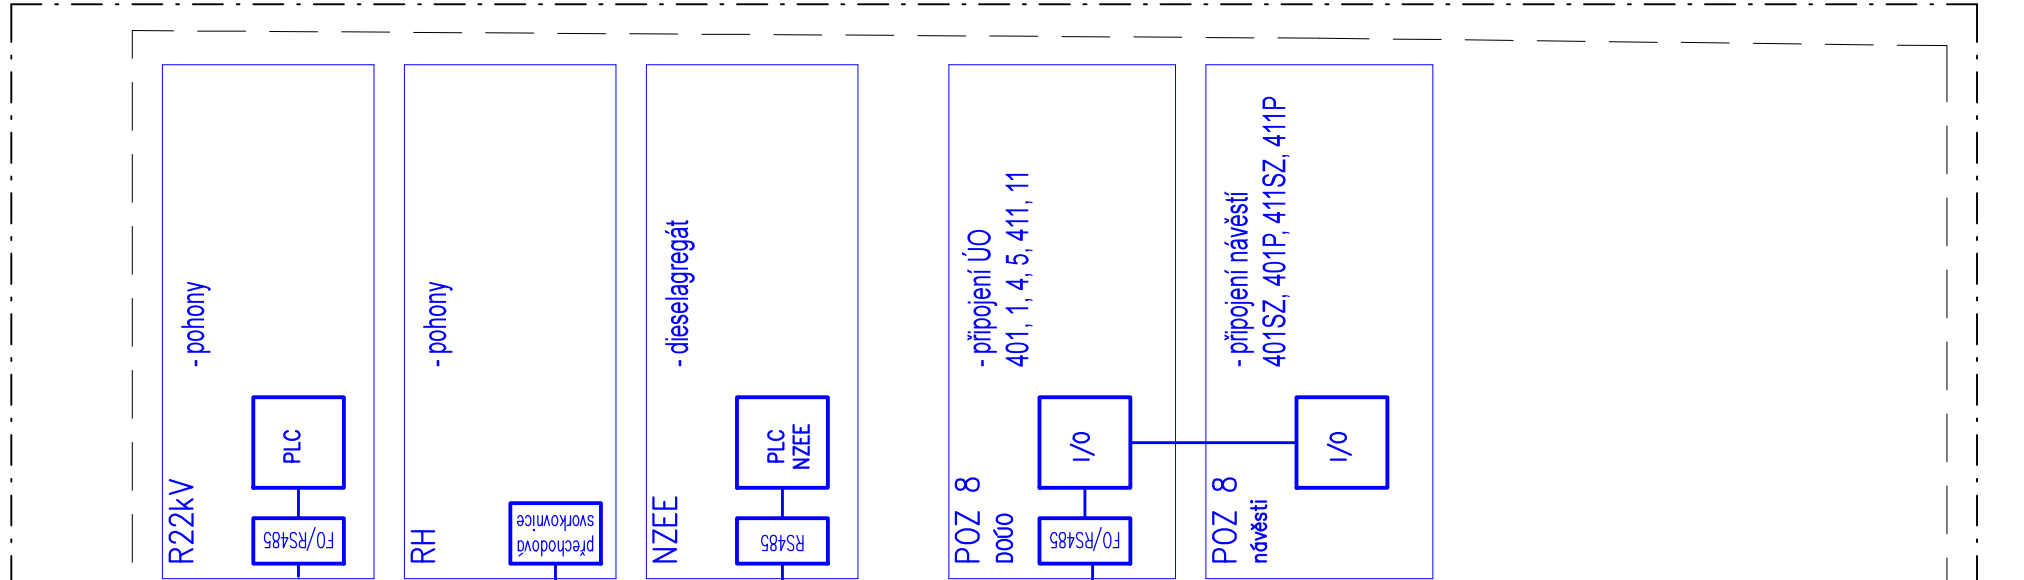 R22kV
- pohony
PLC
FO/RS485
RH
- pohony
přechodová
svorkovnice
NZEE
- dieselagregát
PLC
NZEE
RS485
POZ 8
DOÚO
- připojení ÚO
401, 1, 4, 5, 411, 11
I/O
FO/RS485
POZ 8
návěsti
- připojení návěstí
401SZ, 401P, 411SZ, 411P
I/O